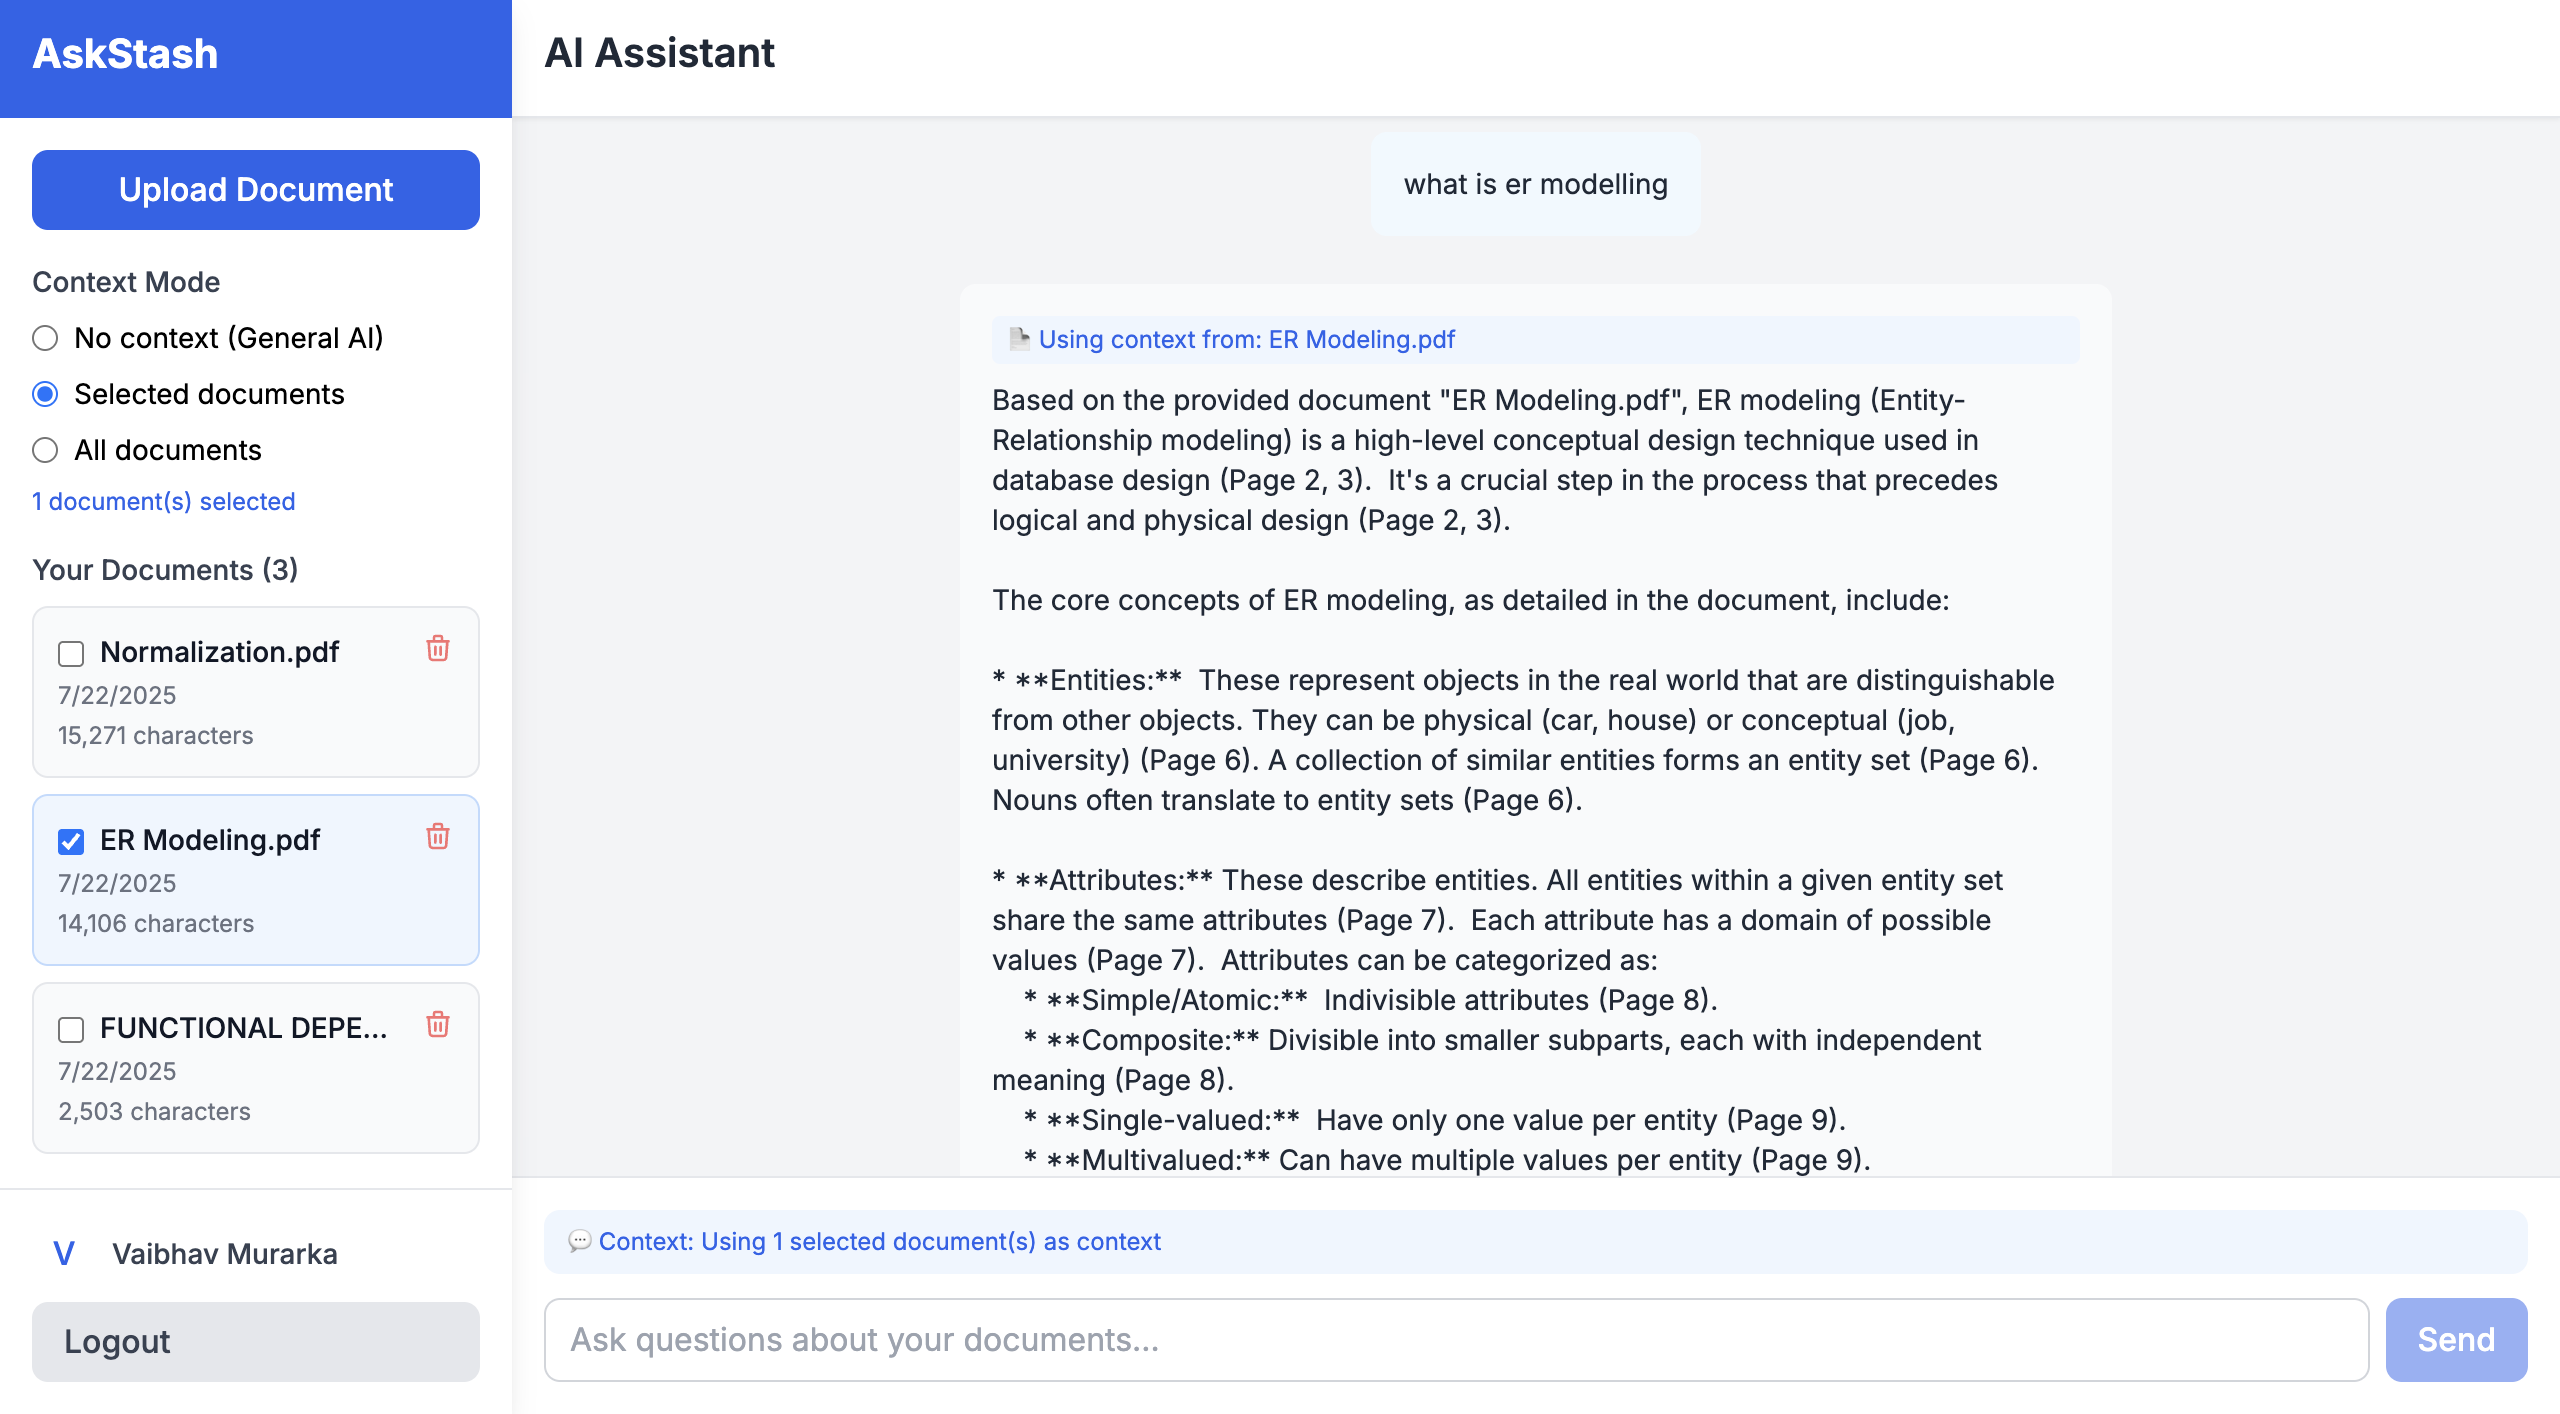 AskStash
Upload Document
Context Mode
No context (General AI)
Selected documents
All documents
1 document(s) selected
Your Documents (3)
Normalization.pdf
7/22/2025
15,271 characters
ER Modeling.pdf
7/22/2025
14,106 characters
FUNCTIONAL DEPE...
7/22/2025
2,503 characters
V Vaibhav Murarka
Logout
AI Assistant
what is er modelling
Using context from: ER Modeling.pdf
Based on the provided document "ER Modeling.pdf", ER modeling (Entity-
Relationship modeling) is a high-level conceptual design technique used in
database design (Page 2, 3).  It's a crucial step in the process that precedes
logical and physical design (Page 2, 3).
The core concepts of ER modeling, as detailed in the document, include:
* **Entities:**  These represent objects in the real world that are distinguishable
from other objects. They can be physical (car, house) or conceptual (job,
university) (Page 6). A collection of similar entities forms an entity set (Page 6).
Nouns often translate to entity sets (Page 6).
* **Attributes:** These describe entities. All entities within a given entity set
share the same attributes (Page 7).  Each attribute has a domain of possible
values (Page 7).  Attributes can be categorized as:
* **Simple/Atomic:**  Indivisible attributes (Page 8).
* **Composite:** Divisible into smaller subparts, each with independent
meaning (Page 8).
* **Single-valued:**  Have only one value per entity (Page 9).
* **Multivalued:** Can have multiple values per entity (Page 9).
Context: Using 1 selected document(s) as context
Ask questions about your documents...
Send